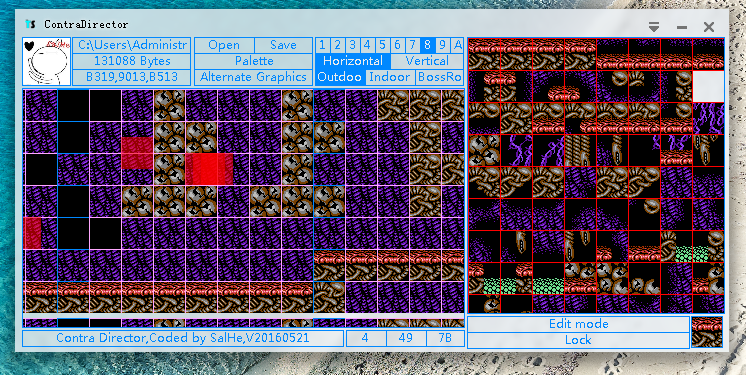 ContraDirector
C:\Users\Administr
131088 Bytes
B319,9013,B513
Open Save
Palette
Alternate Graphics
1 2 3 4 5 6 7 8 9 A
Horizontal Vertical
Outdoo Indoor BossRo
Contra Director,Coded by SalHe,V20160521
4 49 7B
Edit mode
Lock